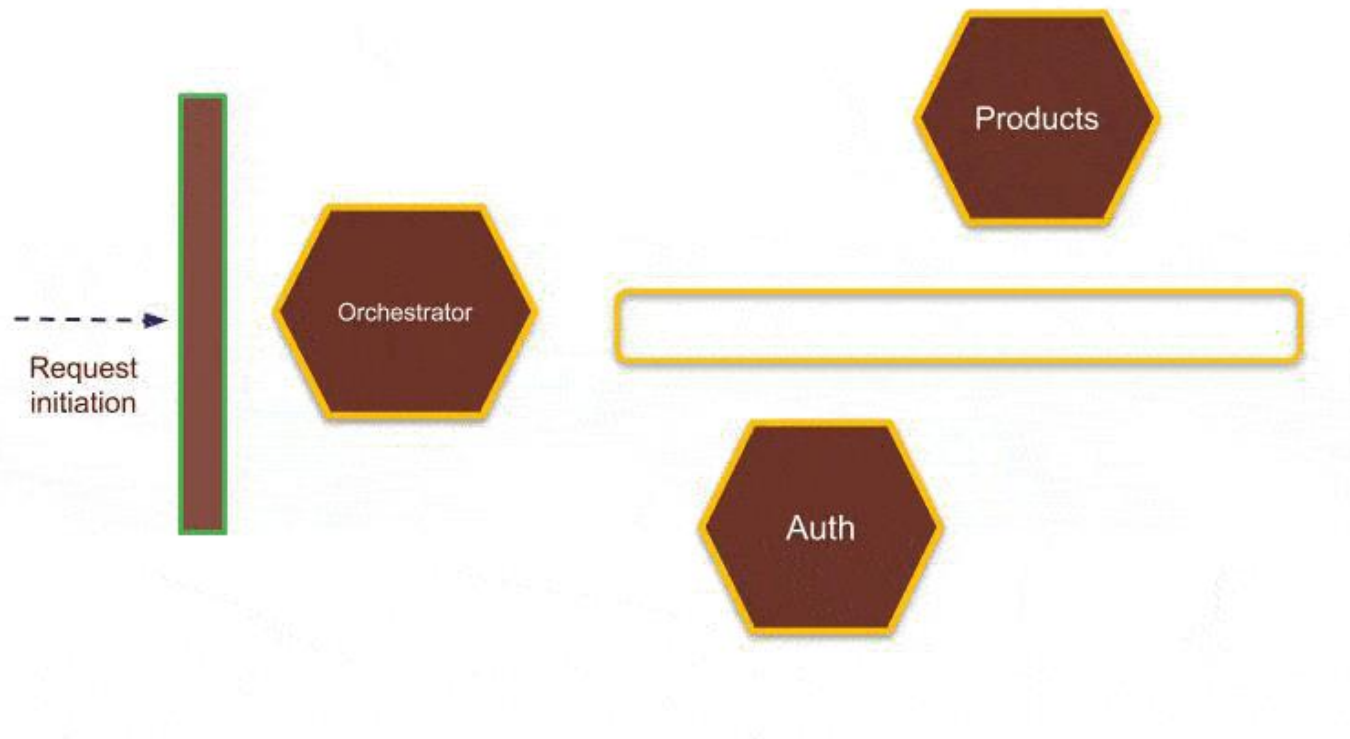 Products
Orchestrator
Request
initiation
Auth